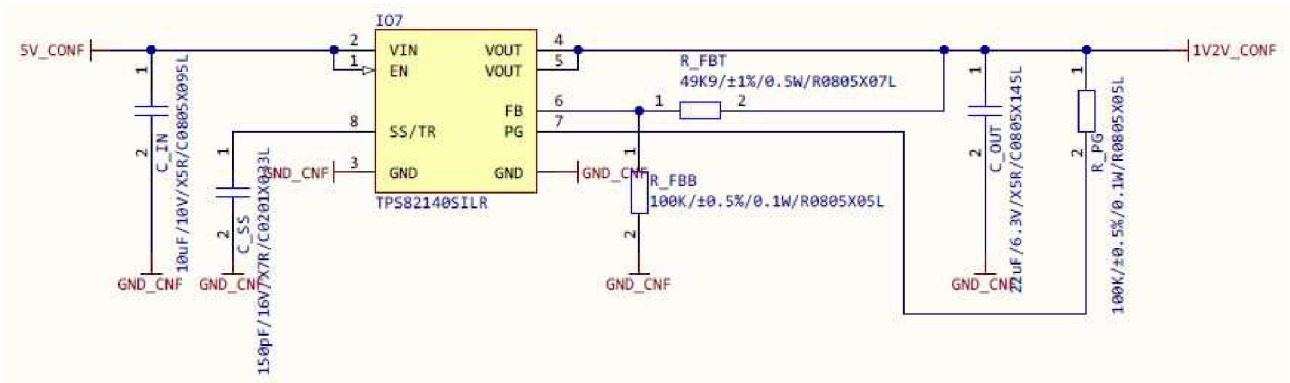 IO7
5V_CONF
2
VIN
VOUT
4
1V2V_CONF
1
EN
VOUT
5
R_FBT
49K9/±1%/0.5W/R0805X07L
1
C_IN
10uF/10V/X5R/C0805X095L
2
FB
6
1
2
8
SS/TR
PG
7
1
C_OUT
22uF/6.3V/X5R/C0805X145L
2
1
R_PG
100K/±0.5%/0.1W/R0805X05L
2
1
C_SS
150pF/16V/X7R/C0201X033L
2
GND_CNF
3
GND
GND
GND_CNF
1
R_FBB
100K/±0.5%/0.1W/R0805X05L
2
TPS82140SILR
GND_CNF
GND_CNF
GND_CNF
GND_CNF